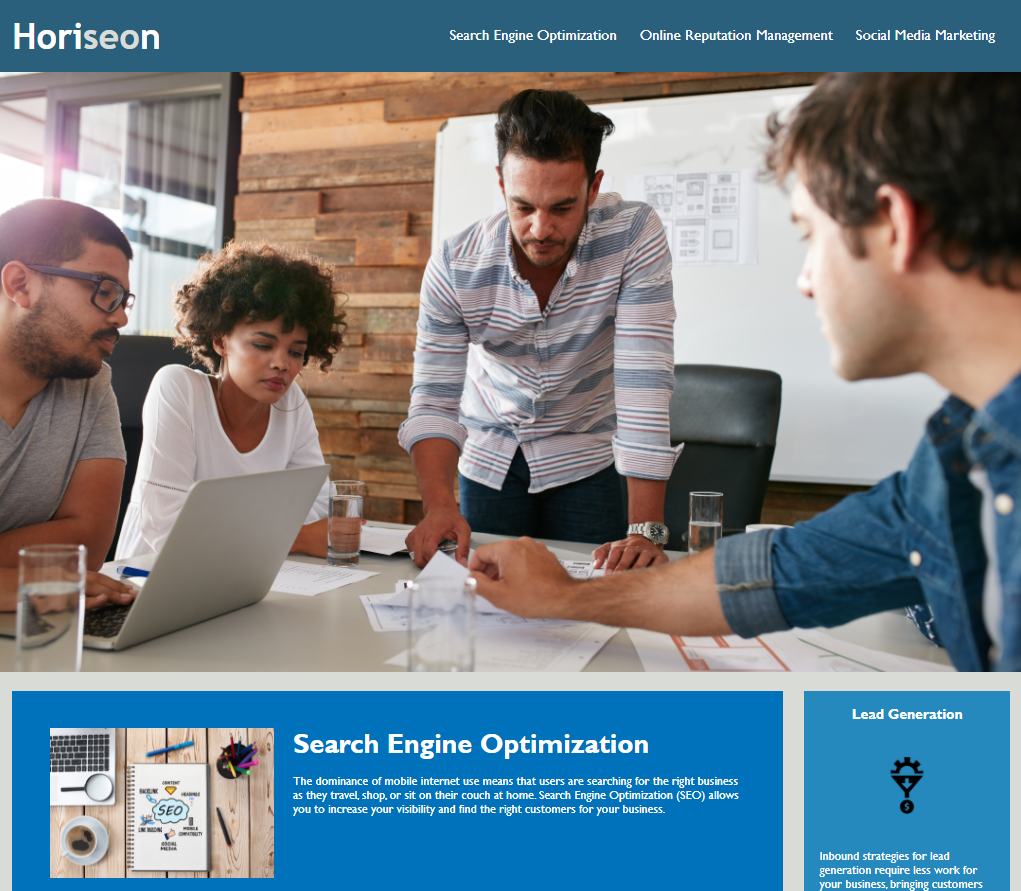 Horiseon
Search Engine Optimization
Online Reputation Management
Social Media Marketing
Search Engine Optimization
The dominance of mobile internet use means that users are searching for the right business
as they travel, shop, or sit on their couch at home. Search Engine Optimization (SEO) allows
you to increase your visibility and find the right customers for your business.
CONTENT
BACKLINK
HEADINGS
SEO
LINK BUILDING
MOBILE
COMPATIBILITY
SOCIAL
MEDIA
Lead Generation
$
Inbound strategies for lead
generation require less work for
your business, bringing customers